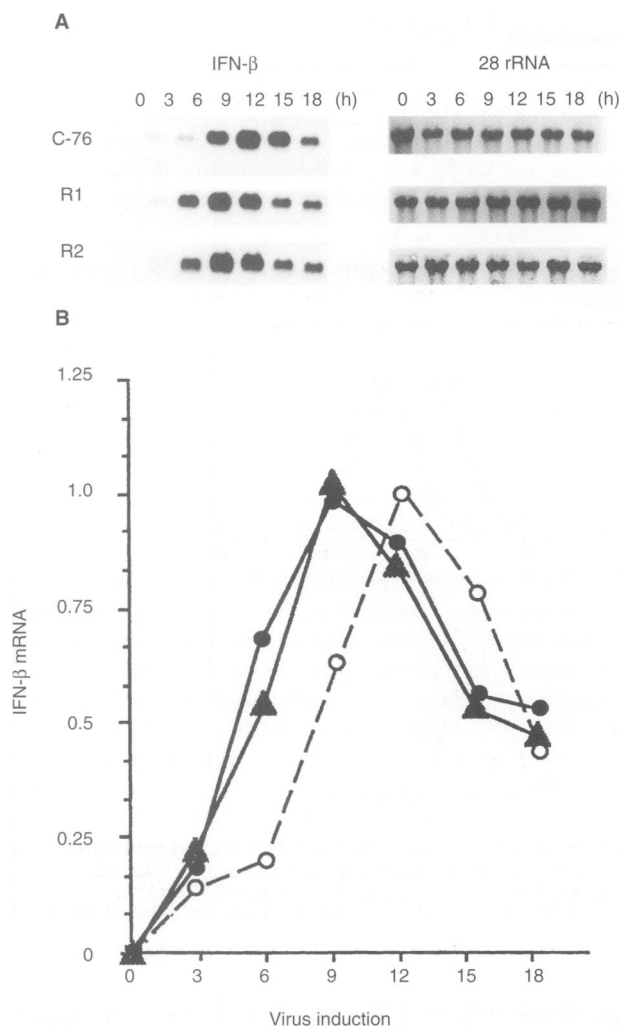 A
IFN-β 28 rRNA
0 3 6 9 12 15 18 (h) 0 3 6 9 12 15 18 (h)
C-76
R1
R2
B
1.25
1.0
0.75
0.5
0.25
0
IFN-β mRNA
0 3 6 9 12 15 18
Virus induction